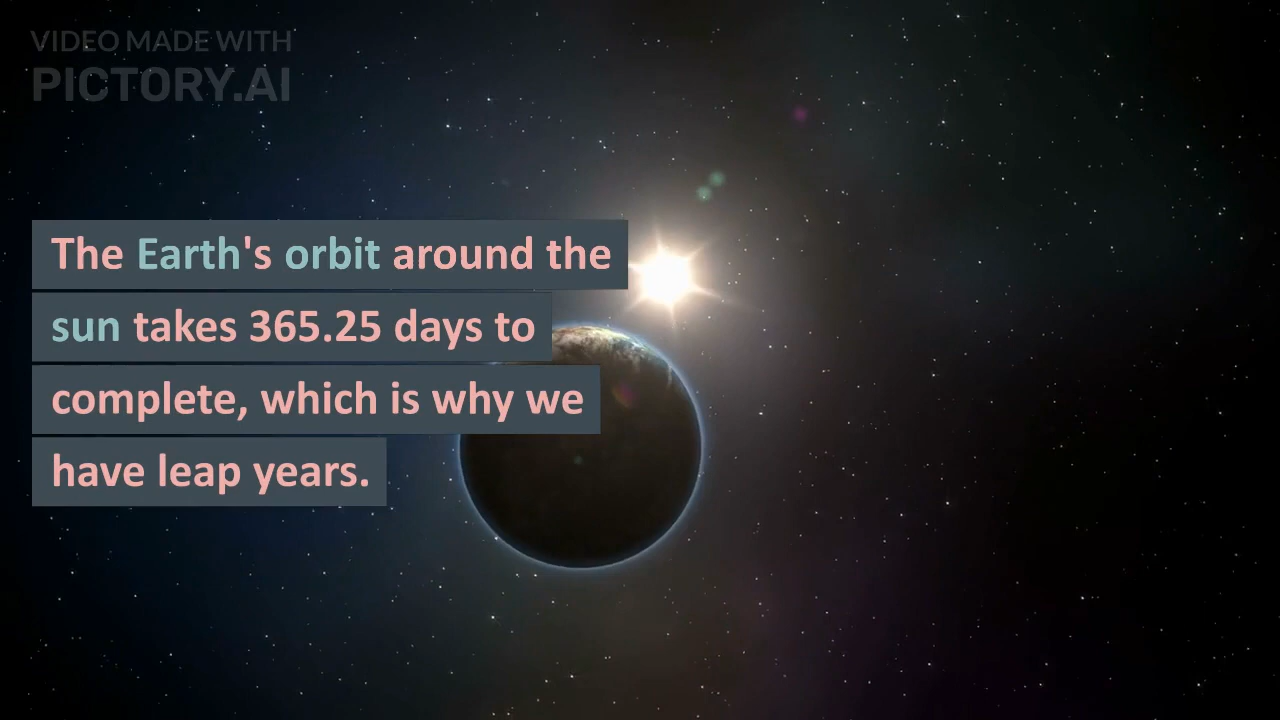 VIDEO MADE WITH
PICTORY.AI
The Earth's orbit around the
sun takes 365.25 days to
complete, which is why we
have leap years.